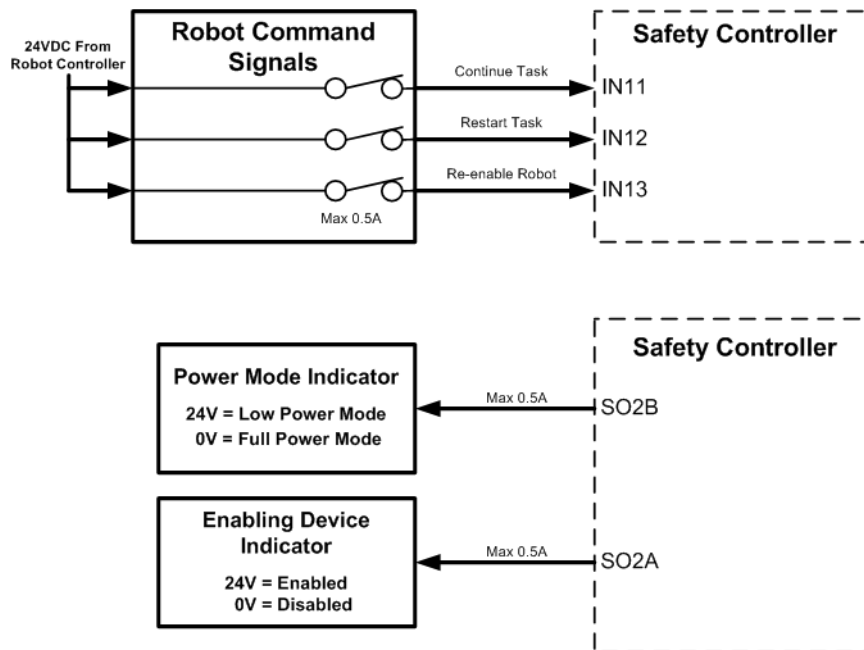 24VDC From
Robot Controller
Robot Command
Signals
Max 0.5A
Continue Task
Restart Task
Re-enable Robot
Safety Controller
IN11
IN12
IN13
Power Mode Indicator
24V = Low Power Mode
0V = Full Power Mode
Max 0.5A
Safety Controller
SO2B
Enabling Device
Indicator
24V = Enabled
0V = Disabled
Max 0.5A
SO2A